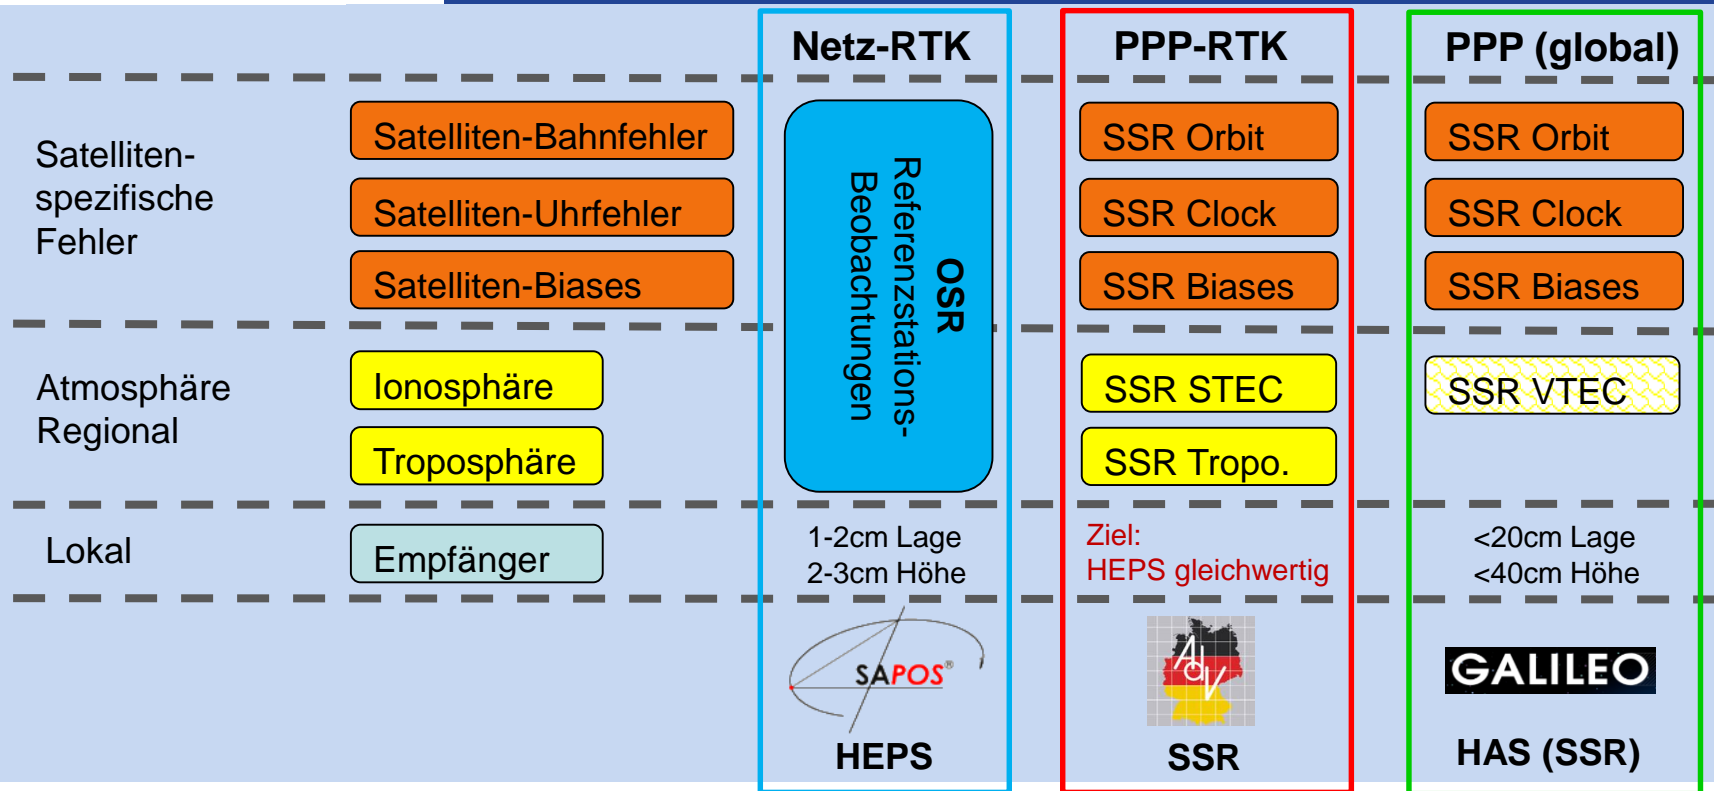 Netz-RTK
PPP-RTK
PPP (global)
Satelliten-
spezifische
Fehler
Satelliten-Bahnfehler
Satelliten-Uhrfehler
Satelliten-Biases
OSR
Referenzstations-
Beobachtungen
SSR Orbit
SSR Clock
SSR Biases
SSR Orbit
SSR Clock
SSR Biases
Atmosphäre
Regional
Ionosphäre
Troposphäre
SSR STEC
SSR Tropo.
SSR VTEC
Lokal
Empfänger
1-2cm Lage
2-3cm Höhe
Ziel:
HEPS gleichwertig
<20cm Lage
<40cm Höhe
SAPOS®
AdV
GALILEO
HEPS
SSR
HAS (SSR)